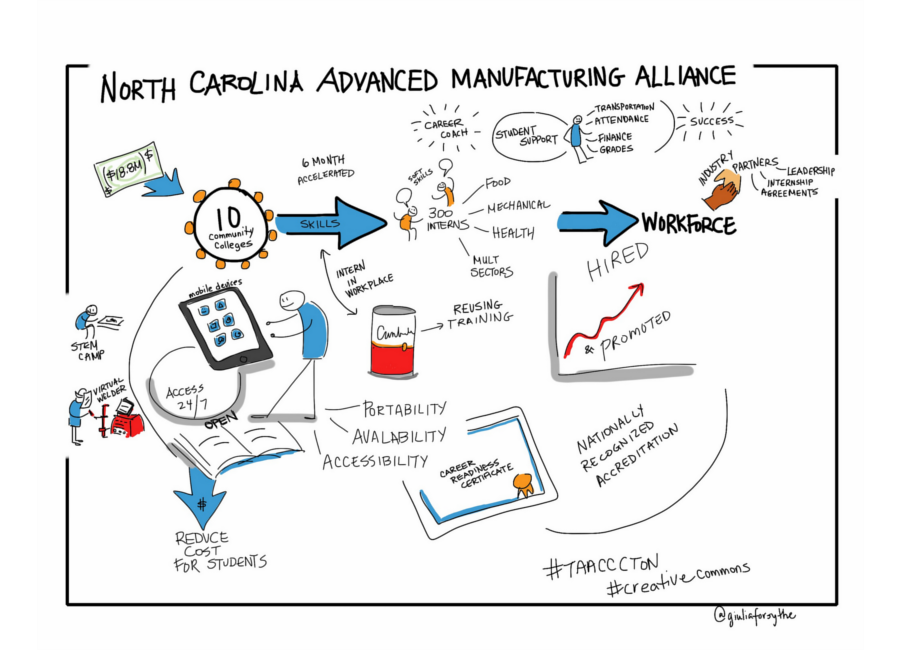 NORTH CAROLINA ADVANCED MANUFACTURING ALLIANCE
$ $18.8M $
6 MONTH
ACCELERATED
10
Community
Colleges
SKILLS
CAREER
COACH
SOFT
SKILLS
300
INTERNS
FOOD
MECHANICAL
HEALTH
MULT
SECTORS
STUDENT
SUPPORT
TRANSPORTATION
ATTENDANCE
FINANCE
GRADES
SUCCESS
INDUSTRY
PARTNERS
LEADERSHIP
INTERNSHIP
AGREEMENTS
WORKFORCE
INTERN
IN
WORKPLACE
REUSING
TRAINING
HIRED
& PROMOTED
mobile devices
STEM
CAMP
VIRTUAL
WELDER
ACCESS
24/7
OPEN
PORTABILITY
AVALABILITY
ACCESSIBILITY
$
REDUCE
COST
FOR STUDENTS
CAREER
READINESS
CERTIFICATE
NATIONALLY
RECOGNIZED
ACCREDITATION
#TAACCCTON
#creativecommons
@giuliaforsythe